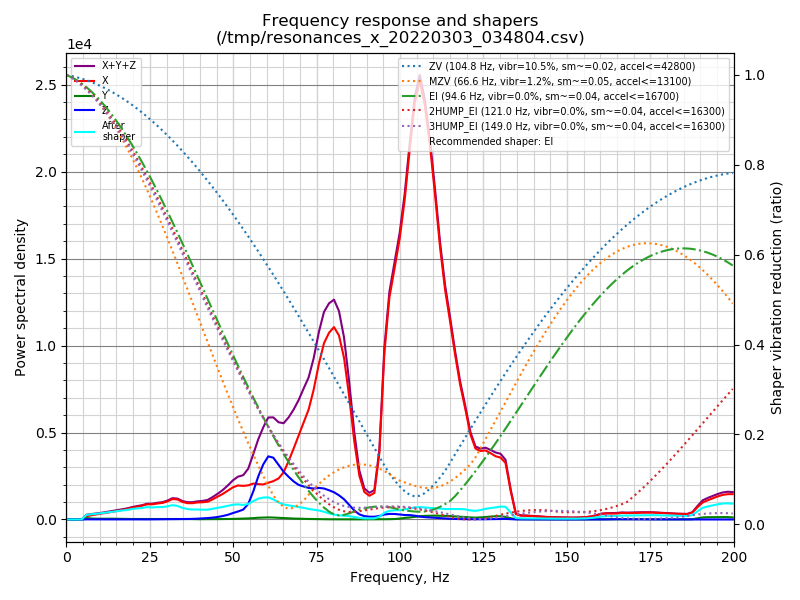 Frequency response and shapers
(/tmp/resonances_x_20220303_034804.csv)
1e4
X+Y+Z
X
Y
Z
After
shaper
ZV (104.8 Hz, vibr=10.5%, sm~=0.02, accel<=42800)
MZV (66.6 Hz, vibr=1.2%, sm~=0.05, accel<=13100)
EI (94.6 Hz, vibr=0.0%, sm~=0.04, accel<=16700)
2HUMP_EI (121.0 Hz, vibr=0.0%, sm~=0.04, accel<=16300)
3HUMP_EI (149.0 Hz, vibr=0.0%, sm~=0.04, accel<=16300)
Recommended shaper: EI
2.5
2.0
1.5
1.0
0.5
0.0
Power spectral density
1.0
0.8
0.6
0.4
0.2
0.0
Shaper vibration reduction (ratio)
0 25 50 75 100 125 150 175 200
Frequency, Hz